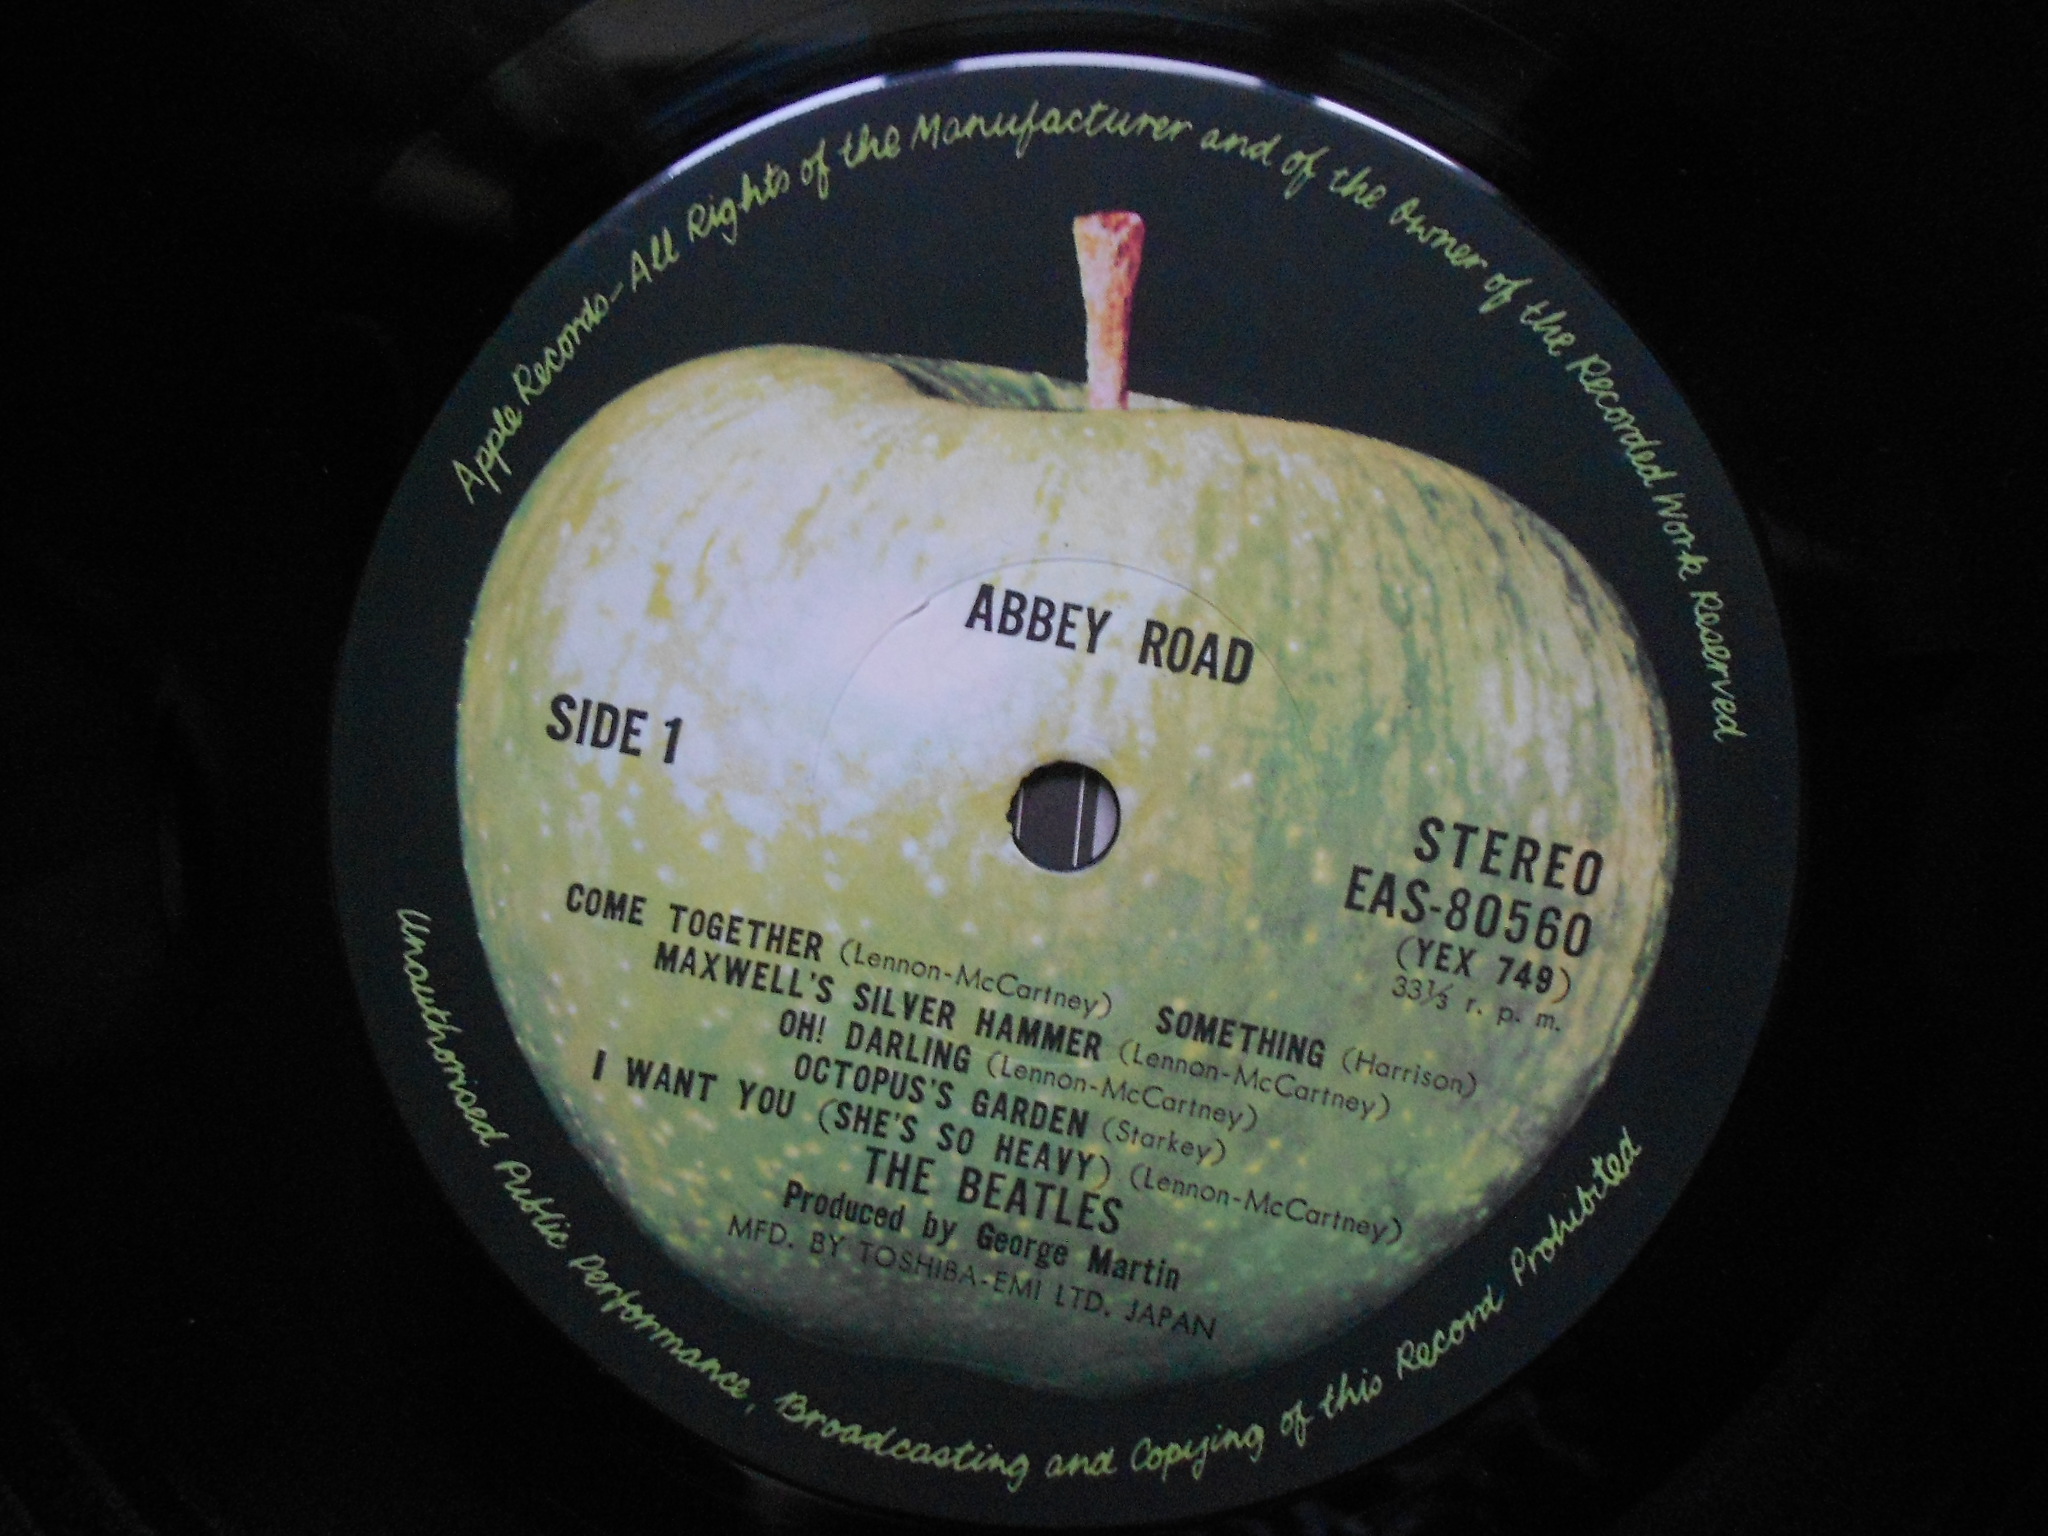 Apple Records-All Rights of the Manufacturer and of the Owner of the Recorded Work Reserved
ABBEY ROAD
SIDE 1
STEREO
EAS-80560
(YEX 749)
33⅓ r. p. m.
COME TOGETHER (Lennon-McCartney) SOMETHING (Harrison)
MAXWELL'S SILVER HAMMER (Lennon-McCartney)
OH! DARLING (Lennon-McCartney)
OCTOPUS'S GARDEN (Starkey)
I WANT YOU (SHE'S SO HEAVY) (Lennon-McCartney)
THE BEATLES
Produced by George Martin
MFD. BY TOSHIBA-EMI LTD. JAPAN
Unauthorised Public Performance, Broadcasting and Copying of this Record Prohibited